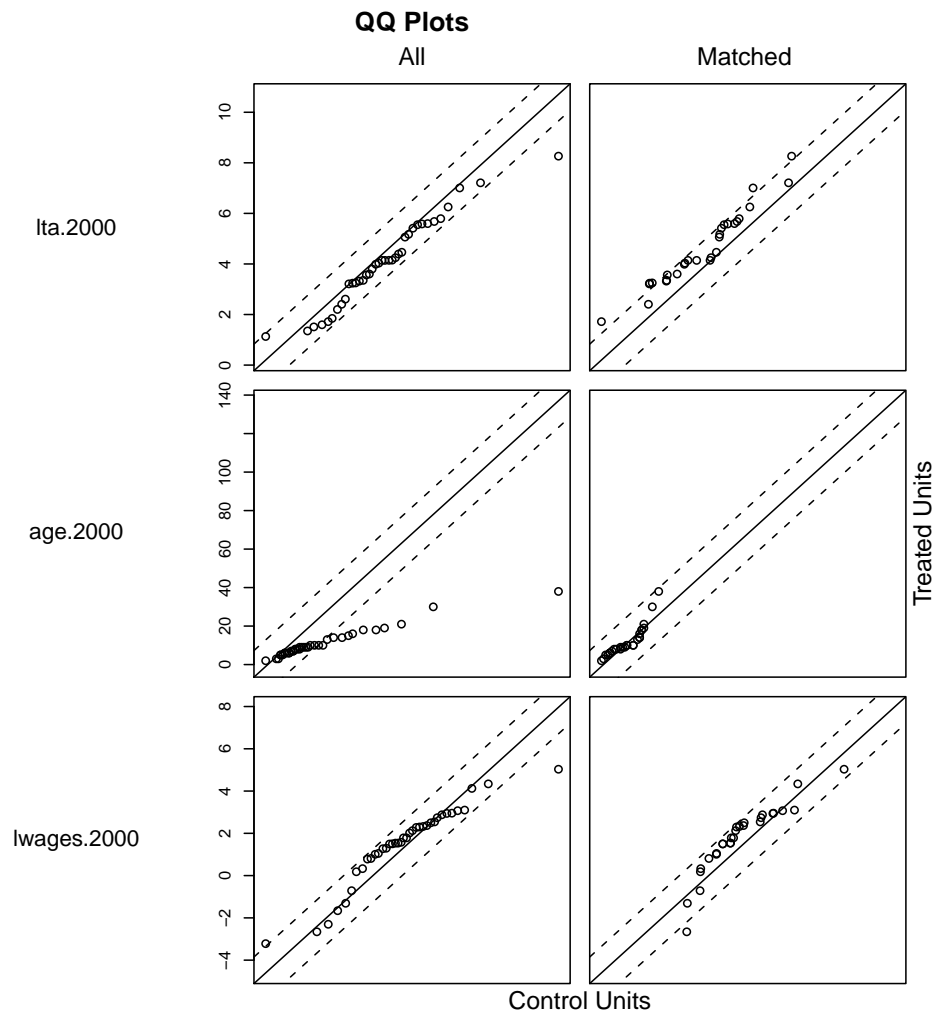 QQ Plots
All
Matched
lta.2000
0
2
4
6
8
10
age.2000
0
20
40
60
80
100
140
lwages.2000
−4
−2
0
2
4
6
8
Control Units
Treated Units